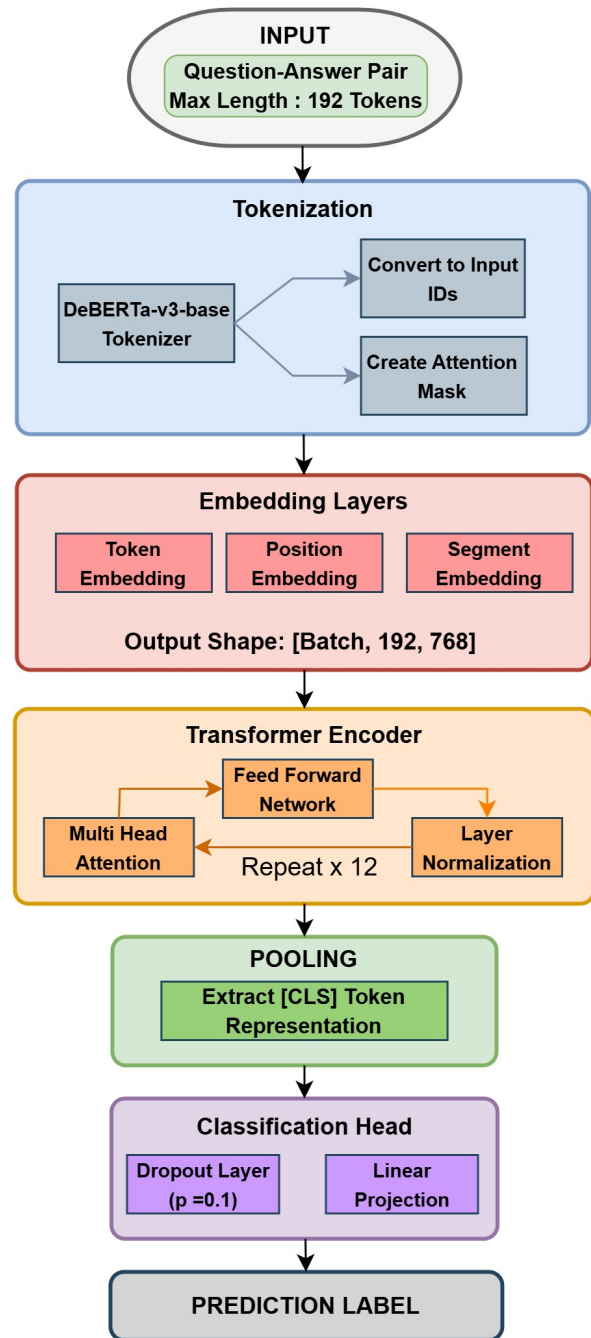 INPUT
Question-Answer Pair
Max Length : 192 Tokens
Tokenization
DeBERTa-v3-base
Tokenizer
Convert to Input
IDs
Create Attention
Mask
Embedding Layers
Token
Embedding
Position
Embedding
Segment
Embedding
Output Shape: [Batch, 192, 768]
Transformer Encoder
Feed Forward
Network
Multi Head
Attention
Layer
Normalization
Repeat x 12
POOLING
Extract [CLS] Token
Representation
Classification Head
Dropout Layer
(p =0.1)
Linear
Projection
PREDICTION LABEL